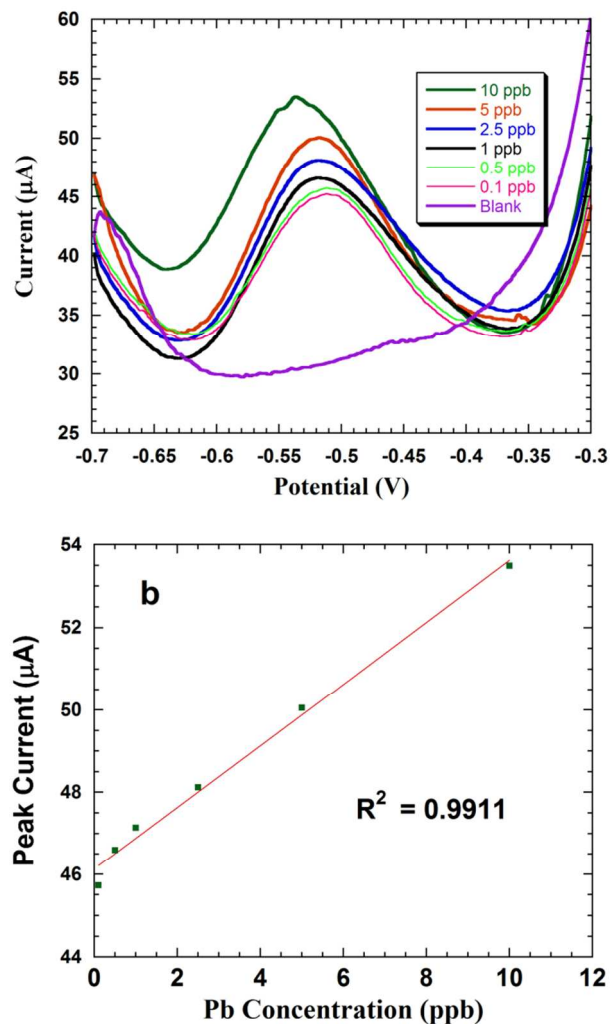 60
55
50
45
40
35
30
25
Current (μA)
10 ppb
5 ppb
2.5 ppb
1 ppb
0.5 ppb
0.1 ppb
Blank
-0.7 -0.65 -0.6 -0.55 -0.5 -0.45 -0.4 -0.35 -0.3
Potential (V)
b
54
52
50
48
46
44
Peak Current (μA)
R² = 0.9911
0 2 4 6 8 10 12
Pb Concentration (ppb)